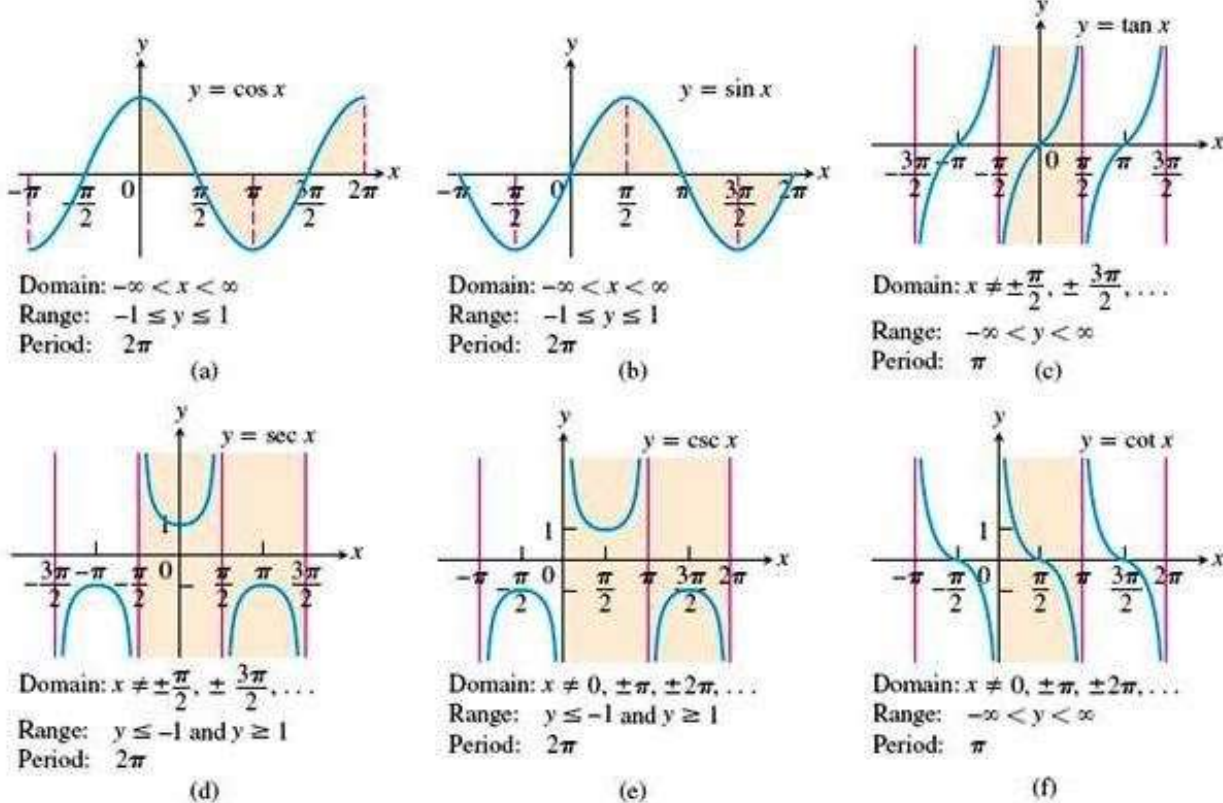 y
y = cos x
−π
−π/2
0
π/2
π
3π/2
2π
x
Domain: −∞ < x < ∞
Range: −1 ≤ y ≤ 1
Period: 2π
(a)
y
y = sin x
−π
−π/2
0
π/2
π
3π/2
2π
x
Domain: −∞ < x < ∞
Range: −1 ≤ y ≤ 1
Period: 2π
(b)
y
y = tan x
−3π/2
−π
−π/2
0
π/2
π
3π/2
x
Domain: x ≠ ±π/2, ± 3π/2, . . .
Range: −∞ < y < ∞
Period: π
(c)
y
y = sec x
1
−3π/2
−π
−π/2
0
π/2
π
3π/2
x
Domain: x ≠ ±π/2, ± 3π/2, . . .
Range: y ≤ −1 and y ≥ 1
Period: 2π
(d)
y
y = csc x
1
−π
−π/2
0
π/2
π
3π/2
2π
x
Domain: x ≠ 0, ±π, ±2π, . . .
Range: y ≤ −1 and y ≥ 1
Period: 2π
(e)
y
y = cot x
1
−π
−π/2
0
π/2
π
3π/2
2π
x
Domain: x ≠ 0, ±π, ±2π, . . .
Range: −∞ < y < ∞
Period: π
(f)